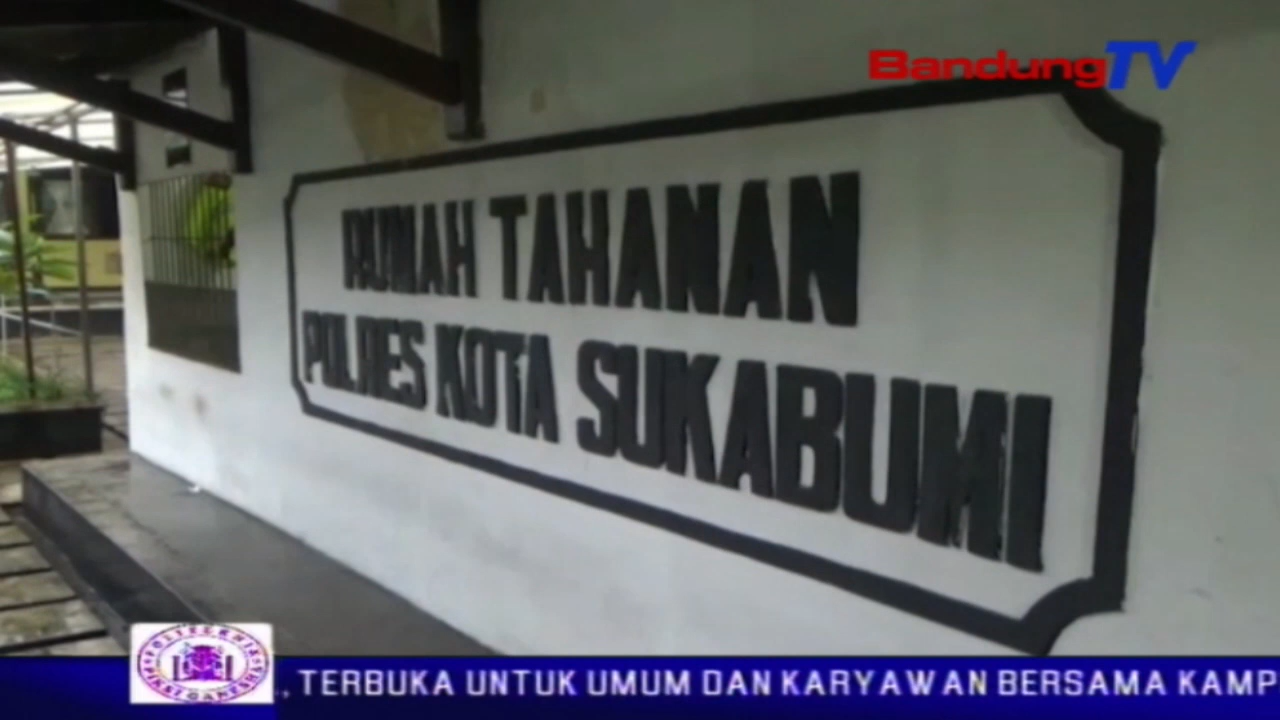 BandungTV
RUMAH TAHANAN
POLRES KOTA SUKABUMI
., TERBUKA UNTUK UMUM DAN KARYAWAN BERSAMA KAMP